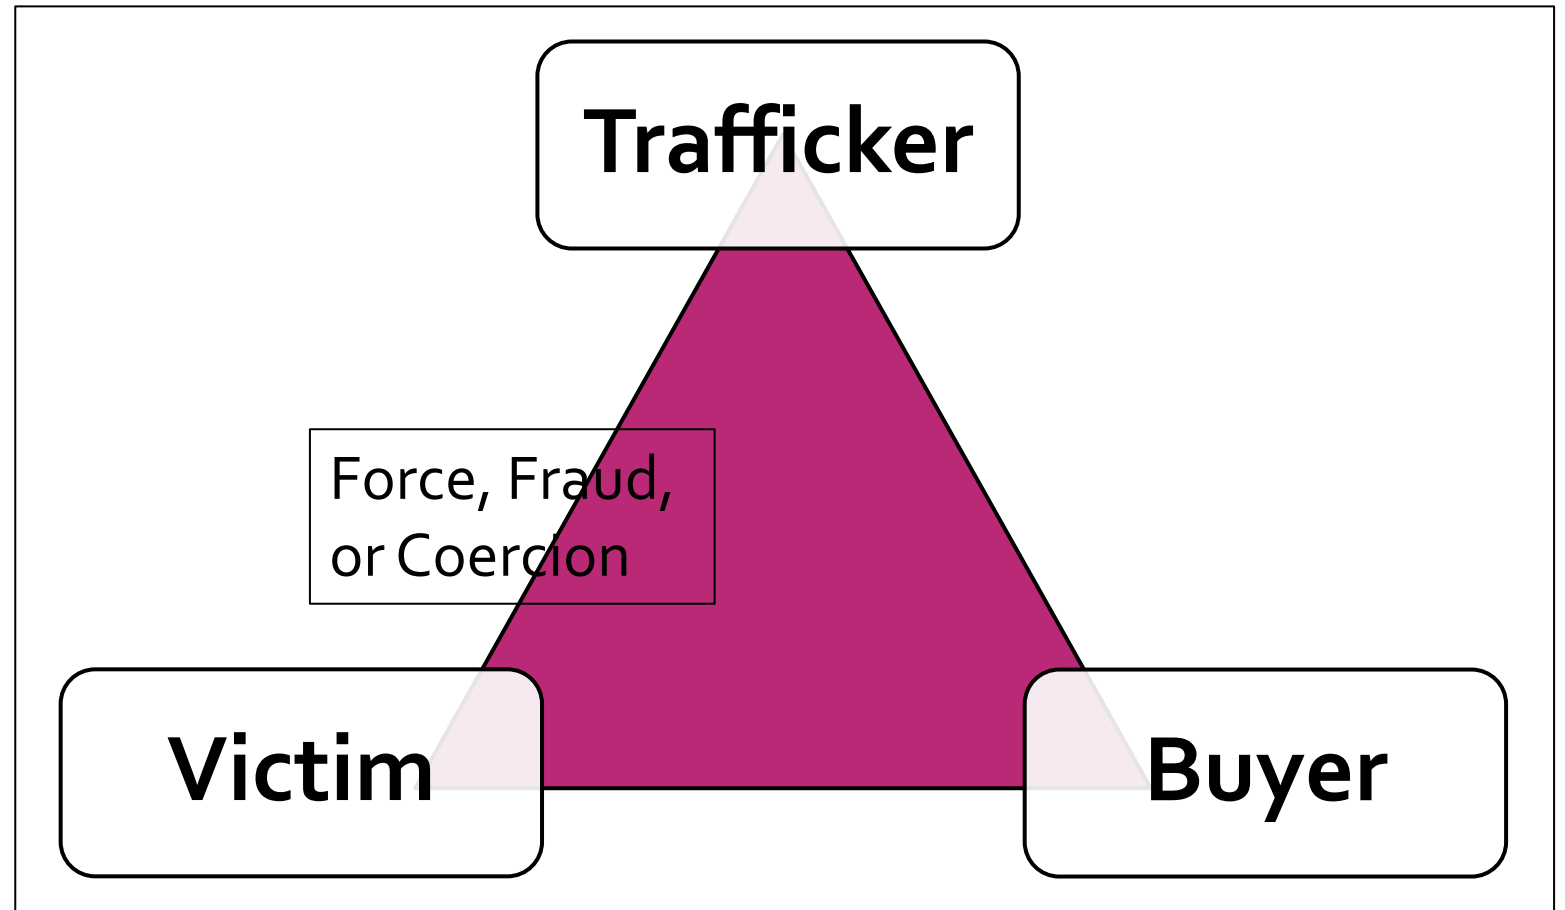 Trafficker
Force, Fraud,
or Coercion
Victim
Buyer